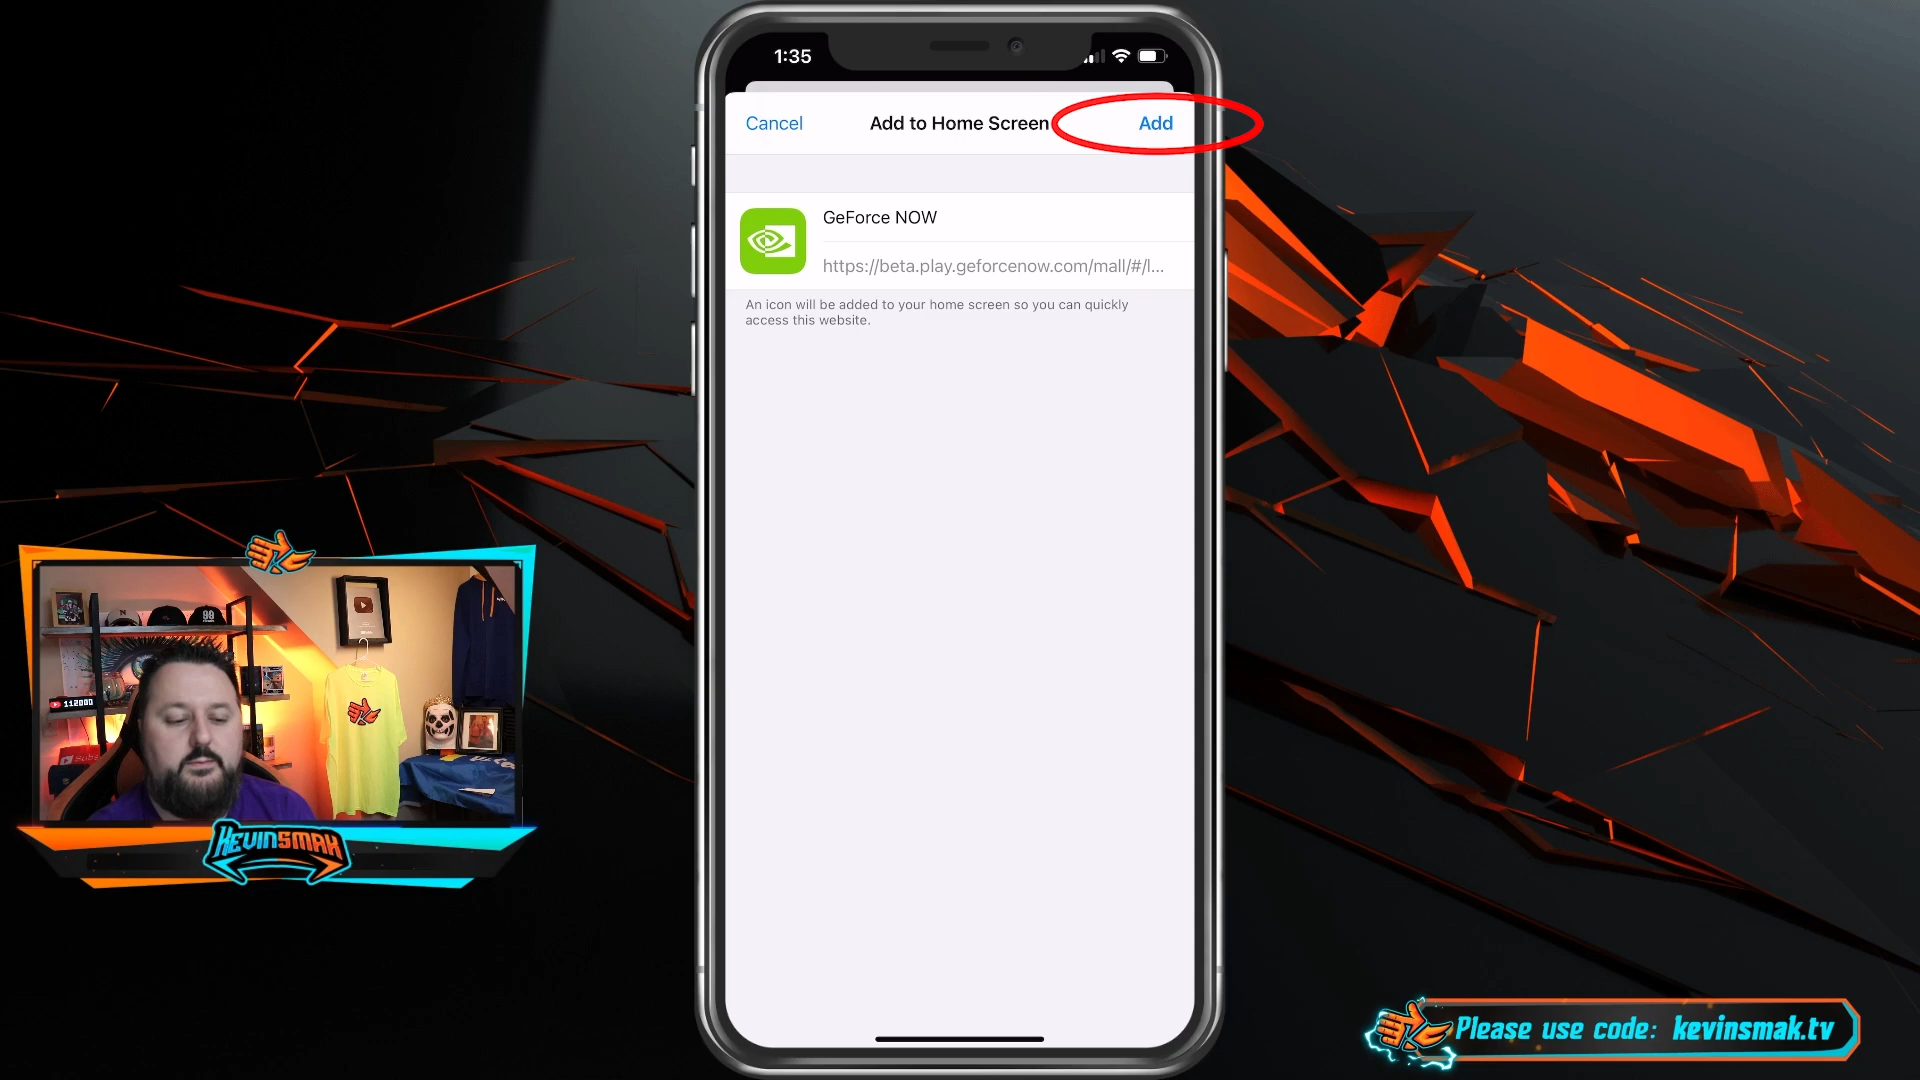 1:35
Cancel
Add to Home Screen
Add
GeForce NOW
https://beta.play.geforcenow.com/mall/#/l...
An icon will be added to your home screen so you can quickly
access this website.
112000
KEVINSMAK
Please use code: kevinsmak.tv